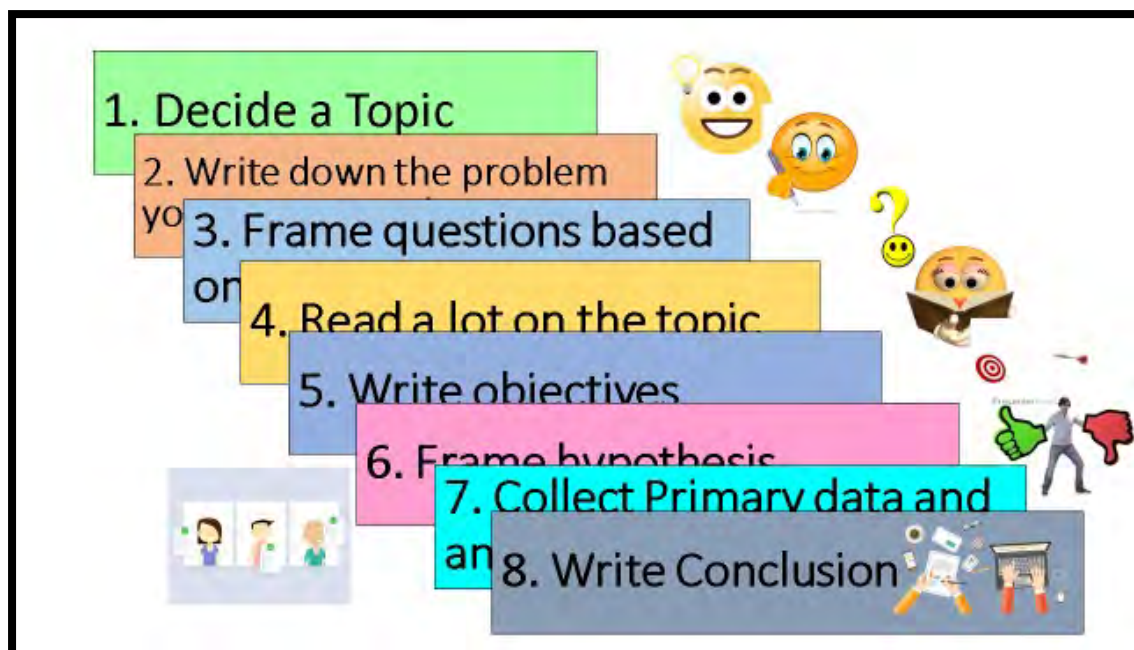 1. Decide a Topic
2. Write down the problem
yo
3. Frame questions based
on
4. Read a lot on the topic
5. Write objectives
6. Frame hypothesis
7. Collect Primary data and
an
8. Write Conclusion